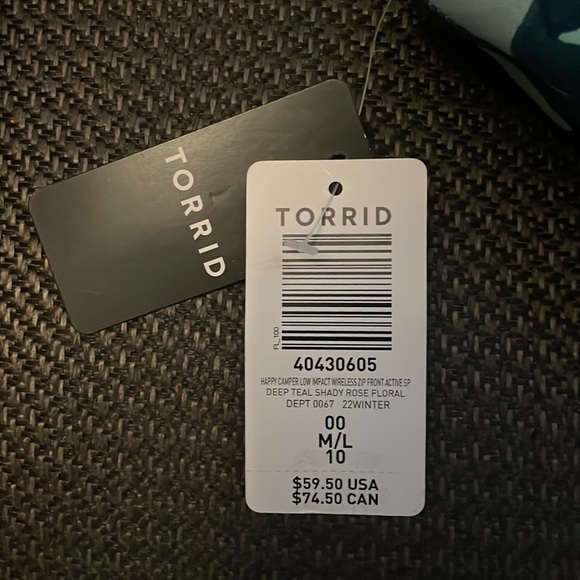 TORRID
TORRID
FL_100
40430605
HAPPY CAMPER LOW IMPACT WIRELESS ZIP FRONT ACTIVE SP
DEEP TEAL SHADY ROSE FLORAL
DEPT 0067 22WINTER
00
M/L
10
$59.50 USA
$74.50 CAN